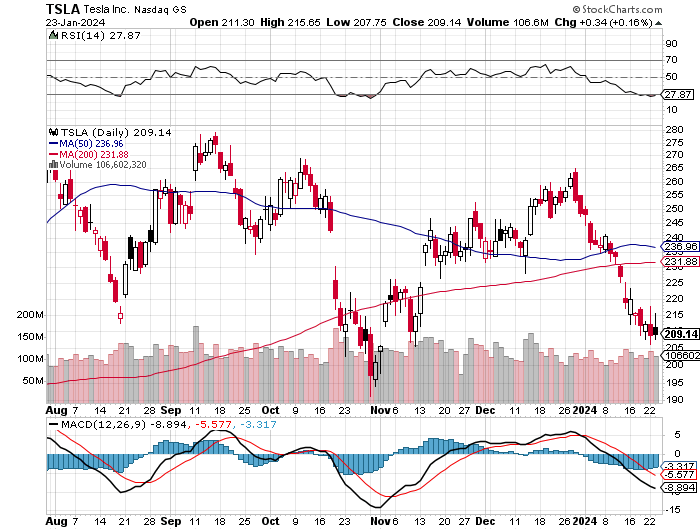 TSLA Tesla Inc. Nasdaq GS © StockCharts.com
23-Jan-2024 Open 211.30 High 215.65 Low 207.75 Close 209.14 Volume 106.6M Chg +0.34 (+0.16%)
RSI(14) 27.87
90
70
50
27.87
10
TSLA (Daily) 209.14
MA(50) 236.96
MA(200) 231.88
Volume 106,602,320
280
275
270
265
260
255
250
245
240
236.96
231.88
225
220
215
209.14
205
106602
195
190
200M
150M
100M
50M
Aug 7 14 21 28 Sep 11 18 25 Oct 9 16 23 Nov 6 13 20 27 Dec 11 18 26 2024 8 16 22
MACD(12,26,9) -8.894, -5.577, -3.317
5
0
-3.317
-5.577
-8.894
-15
Aug 7 14 21 28 Sep 11 18 25 Oct 9 16 23 Nov 6 13 20 27 Dec 11 18 26 2024 8 16 22